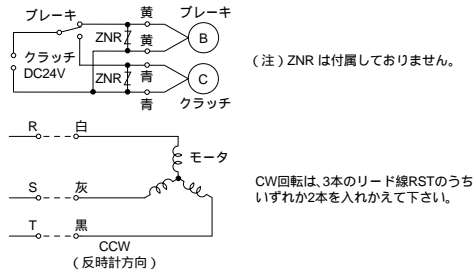 ブレーキ 黄 ブレーキ
ZNR 黄 B
クラッチ
DC24V
ZNR 青 C
青 クラッチ
(注)ZNR は付属しておりません。
R 白
モータ
S 灰
T 黒
CCW
(反時計方向)
CW回転は、3本のリード線RSTのうち
いずれか2本を入れかえて下さい。